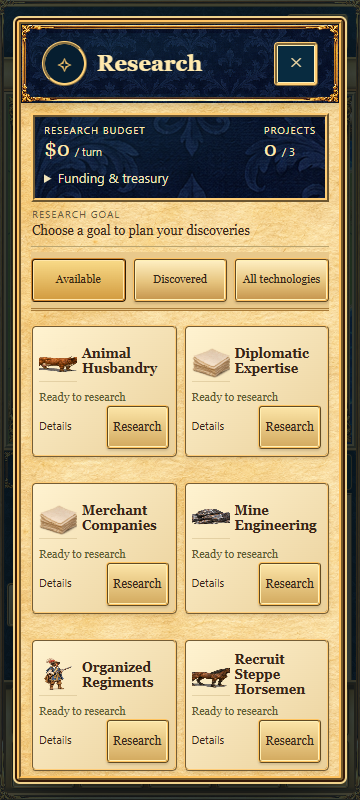 Research
RESEARCH BUDGET
PROJECTS
$0 / turn
0 / 3
Funding & treasury
RESEARCH GOAL
Choose a goal to plan your discoveries
Available
Discovered
All technologies
Animal
Husbandry
Ready to research
Details
Research
Diplomatic
Expertise
Ready to research
Details
Research
Merchant
Companies
Ready to research
Details
Research
Mine
Engineering
Ready to research
Details
Research
Organized
Regiments
Ready to research
Details
Research
Recruit
Steppe
Horsemen
Ready to research
Details
Research